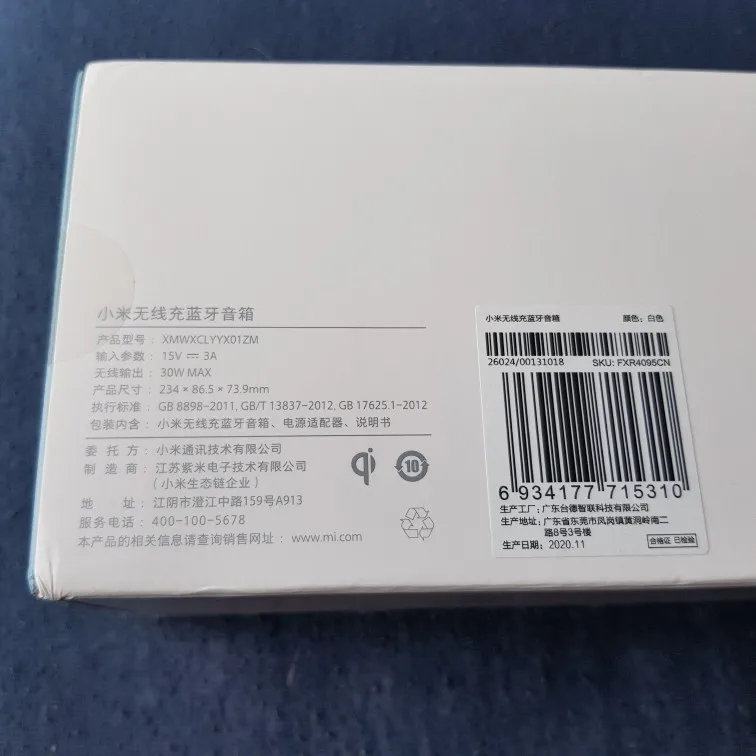 小米无线充蓝牙音箱
产品型号： XMWXCLYYX01ZM
输入参数： 15V ⎓ 3A
无线输出： 30W MAX
产品尺寸： 234 × 86.5 × 73.9mm
执行标准： GB 8898-2011, GB/T 13837-2012, GB 17625.1-2012
包装内含： 小米无线充蓝牙音箱、电源适配器、说明书
委 托 方： 小米通讯技术有限公司
制 造 商： 江苏紫米电子技术有限公司
（小米生态链企业）
地 址： 江阴市澄江中路159号A913
服务电话： 400-100-5678
本产品的相关信息请查询销售网址： www.mi.com
qi
10
小米无线充蓝牙音箱 颜色：白色
26024/00131018 SKU: FXR4095CN
6 934177 715310
生产工厂：广东台德智联科技有限公司
生产地址：广东省东莞市凤岗镇黄洞岭南二
路8号3号楼
生产日期：2020.11 合格证 已检验